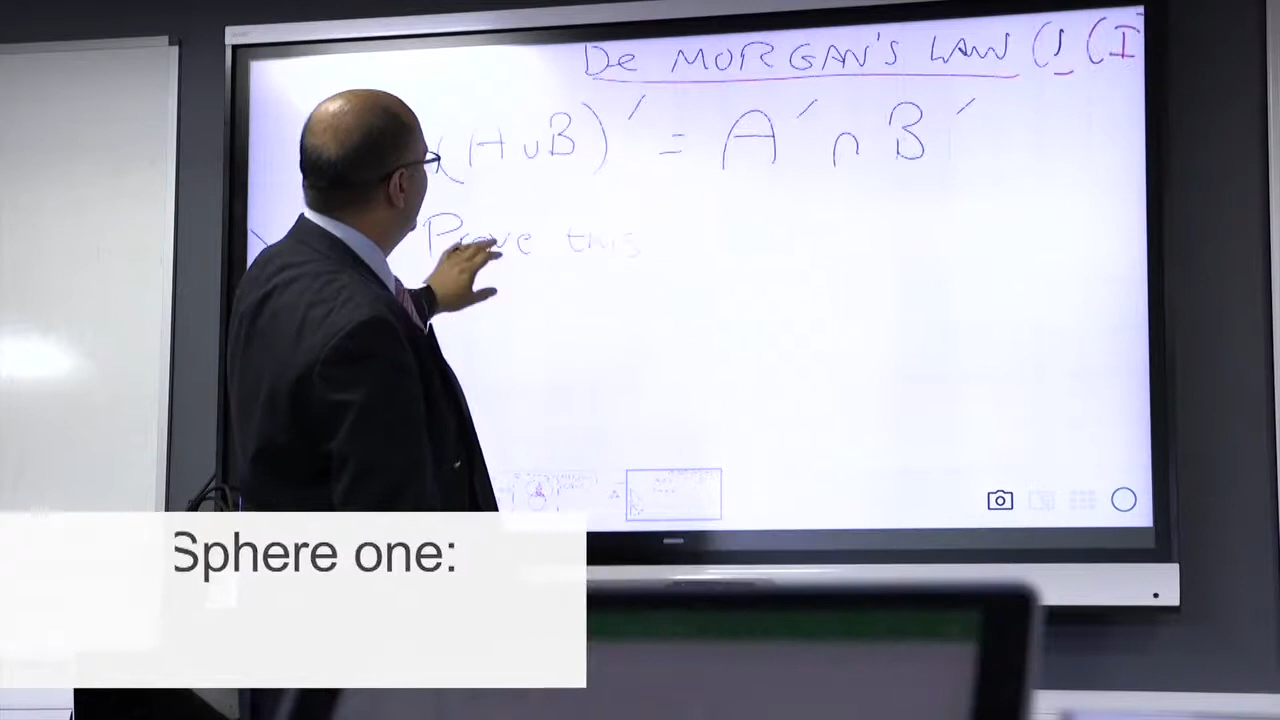 De MORGAN'S LAW (s (I
(A ∪ B)′ = A′ ∩ B′
Prove this
Sphere one: